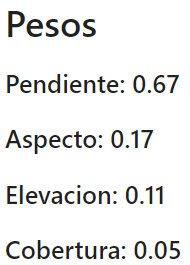 Pesos
Pendiente: 0.67
Aspecto: 0.17
Elevacion: 0.11
Cobertura: 0.05